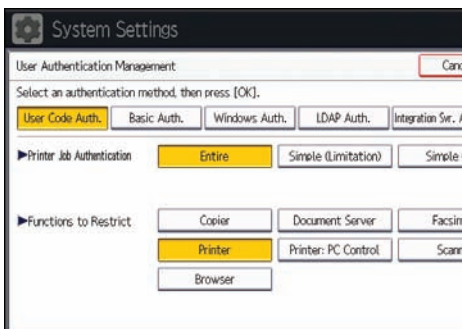 System Settings
User Authentication Management
Select an authentication method, then press [OK].
User Code Auth. Basic Auth. Windows Auth. LDAP Auth. Integration Svr. A
▶Printer Job Authentication Entire Simple (Limitation) Simple
▶Functions to Restrict Copier Document Server
Printer Printer: PC Control
Browser